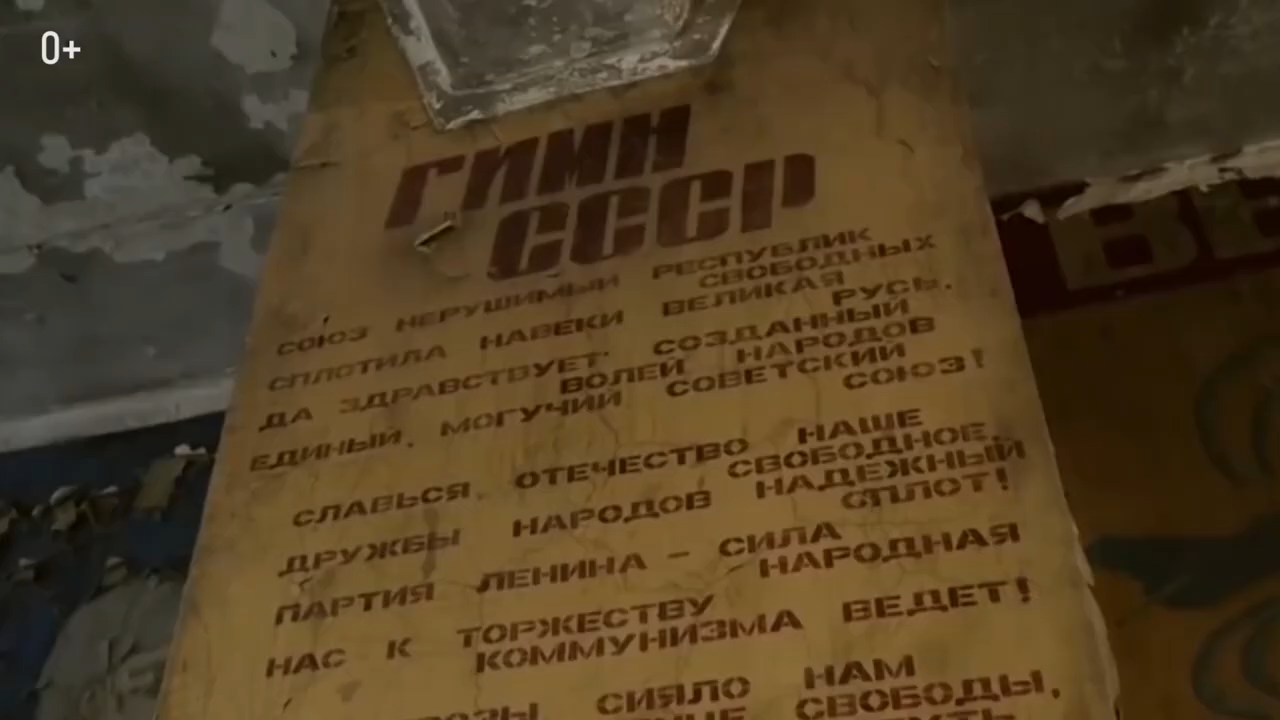 0+
ГИМН
СССР
СОЮЗ НЕРУШИМЫЙ РЕСПУБЛИК
СВОБОДНЫХ
СПЛОТИЛА НАВЕКИ ВЕЛИКАЯ
РУСЬ.
ДА ЗДРАВСТВУЕТ СОЗДАННЫЙ
ВОЛЕЙ НАРОДОВ
ЕДИНЫЙ, МОГУЧИЙ СОВЕТСКИЙ
СОЮЗ!
СЛАВЬСЯ, ОТЕЧЕСТВО НАШЕ
СВОБОДНОЕ,
ДРУЖБЫ НАРОДОВ НАДЕЖНЫЙ
ОПЛОТ!
ПАРТИЯ ЛЕНИНА – СИЛА
НАРОДНАЯ
НАС К ТОРЖЕСТВУ
КОММУНИЗМА ВЕДЕТ!
СИЯЛО НАМ
СВОБОДЫ,